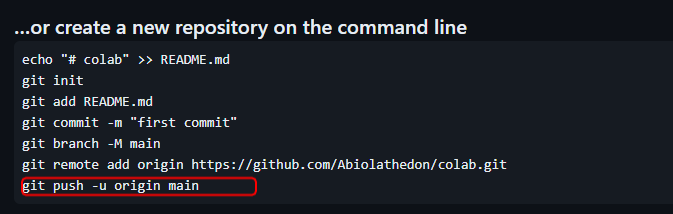 ...or create a new repository on the command line
echo "# colab" >> README.md
git init
git add README.md
git commit -m "first commit"
git branch -M main
git remote add origin https://github.com/Abiolathedon/colab.git
git push -u origin main